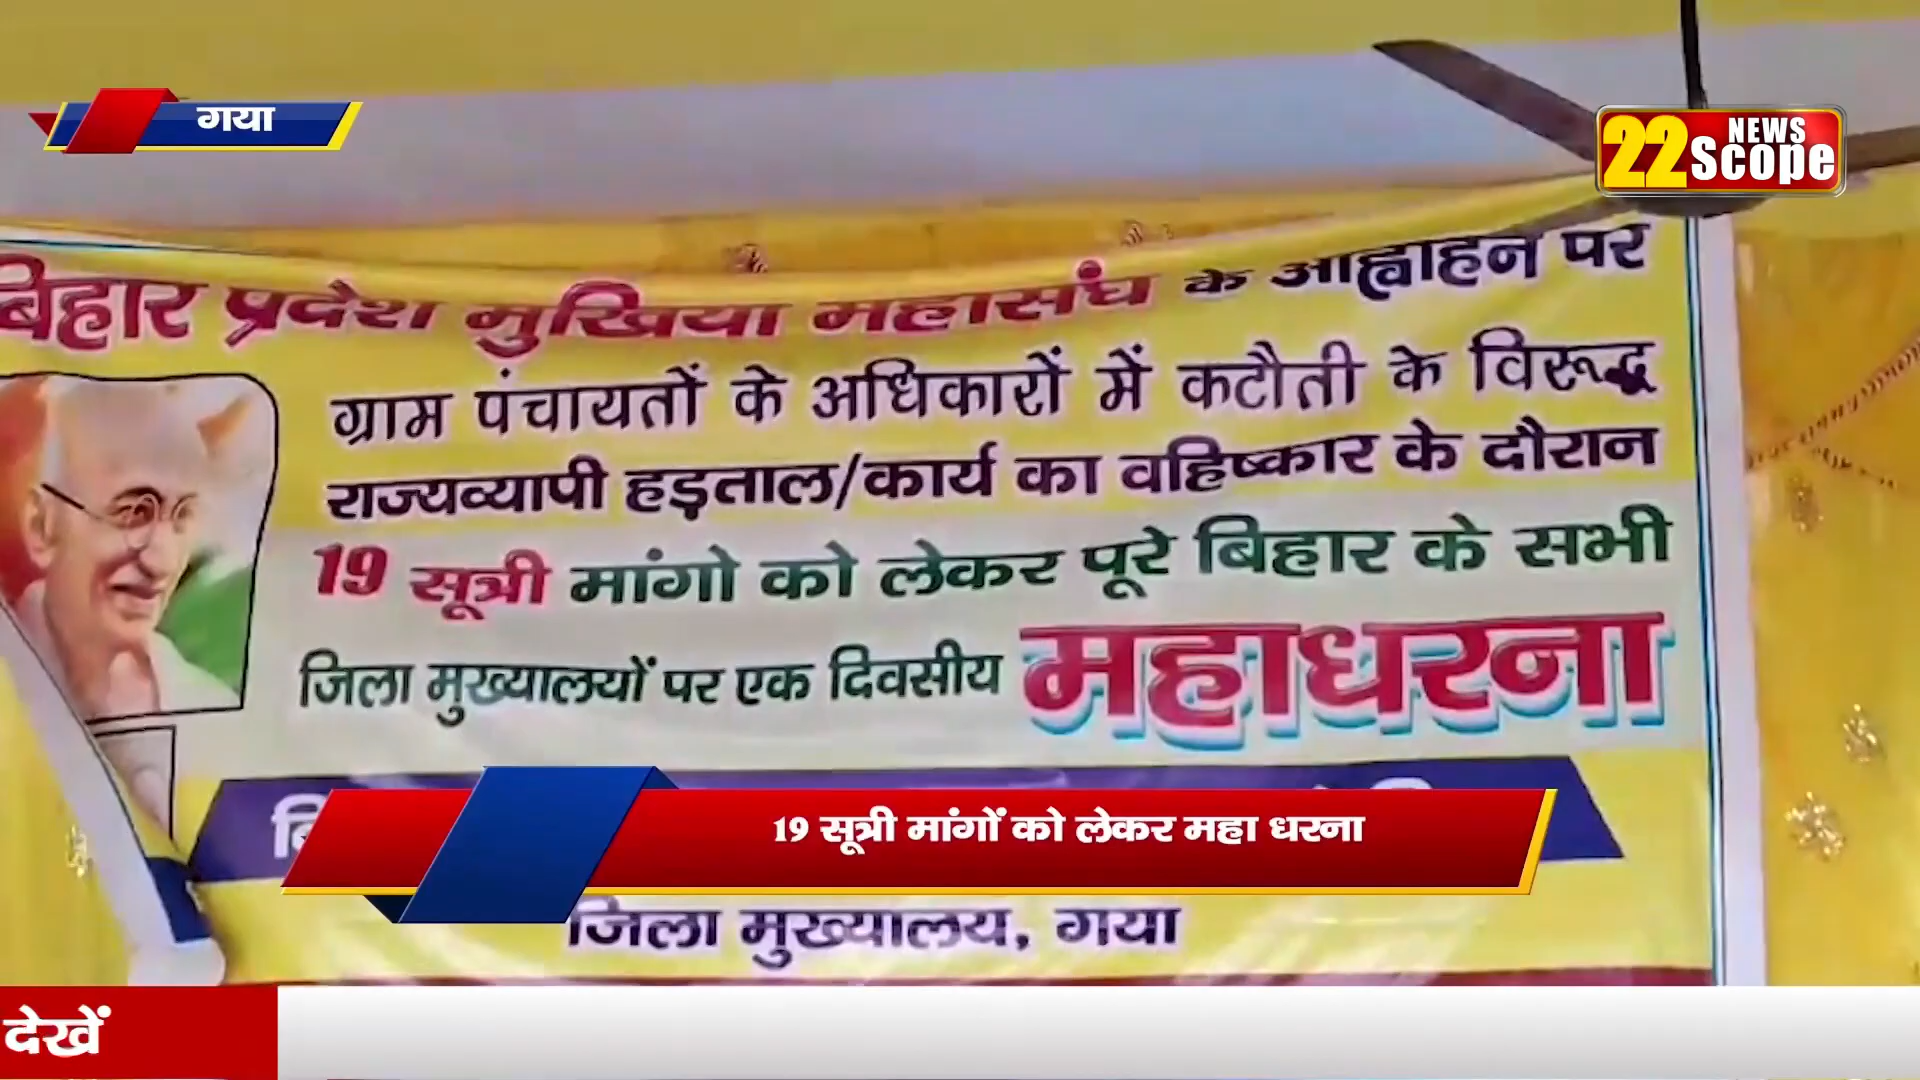 गया
22 NEWS Scope
बिहार प्रदेश मुखिया महासंघ के आह्वाहन पर
ग्राम पंचायतों के अधिकारों में कटौती के विरूद्ध
राज्यव्यापी हड़ताल/कार्य का वहिष्कार के दौरान
19 सूत्री मांगो को लेकर पूरे बिहार के सभी
जिला मुख्यालयों पर एक दिवसीय महाधरना
19 सूत्री मांगों को लेकर महा धरना
जिला मुख्यालय, गया
देखें